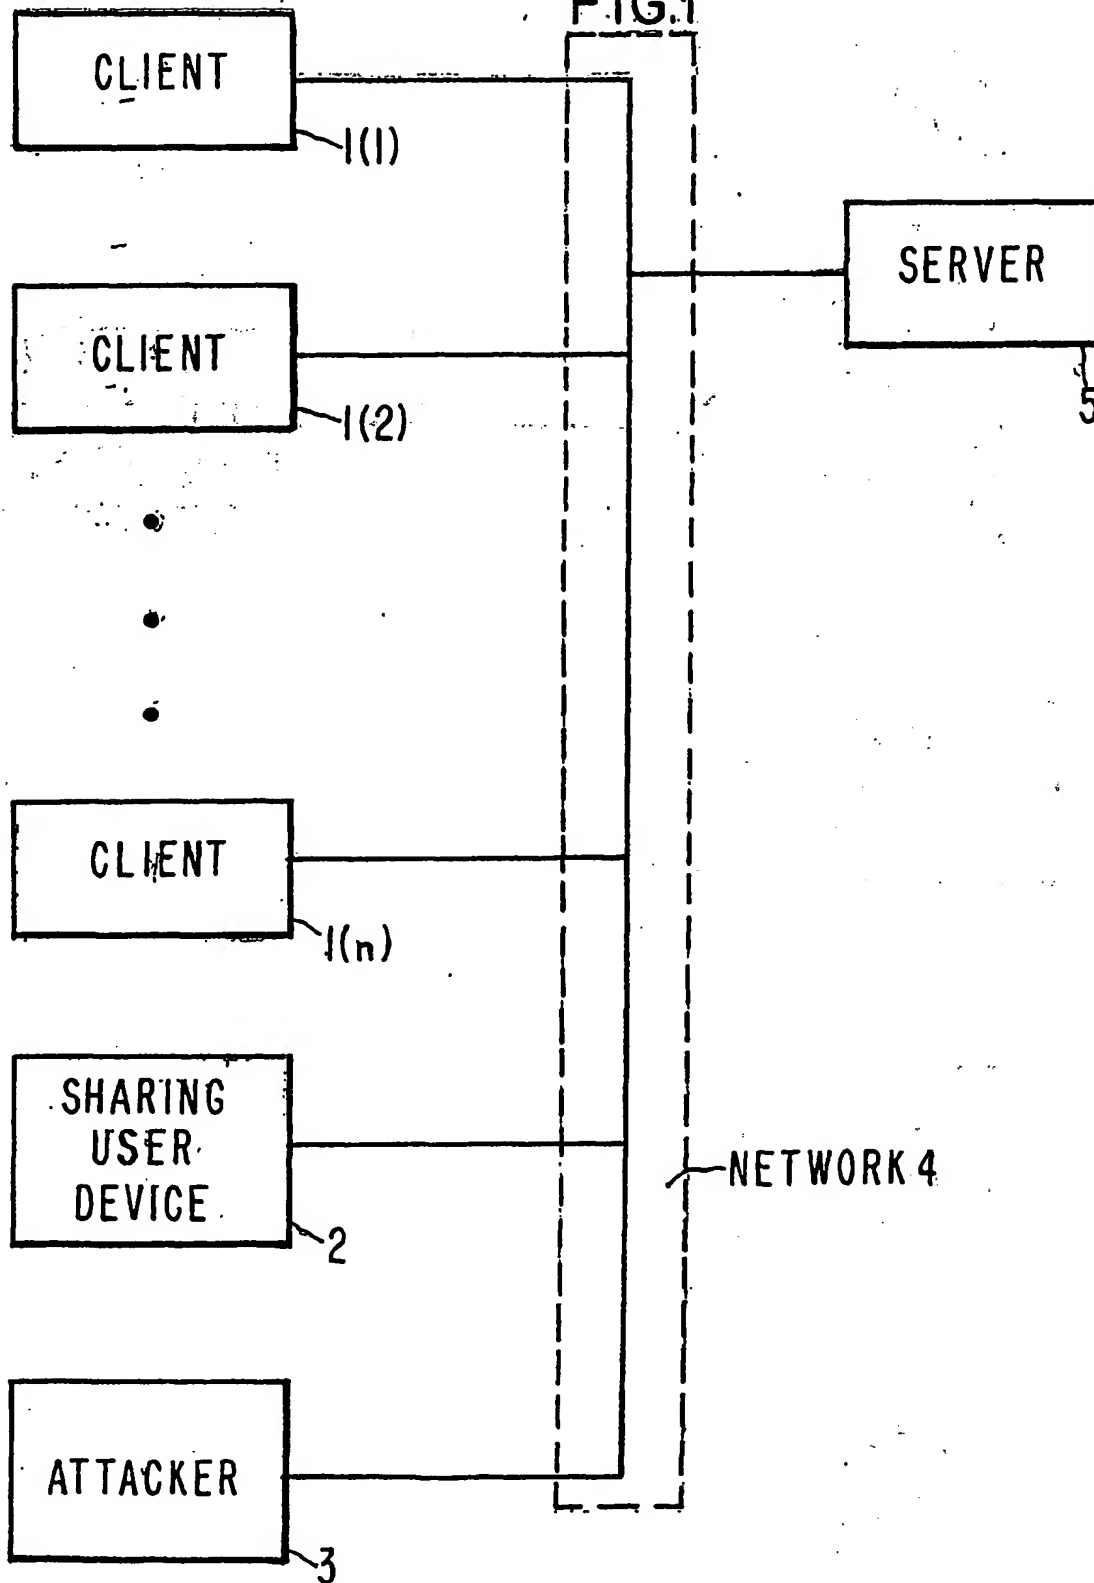 FIG.1
CLIENT
1(1)
SERVER
5
CLIENT
1(2)
CLIENT
1(n)
SHARING
USER
DEVICE
2
NETWORK 4
ATTACKER
3